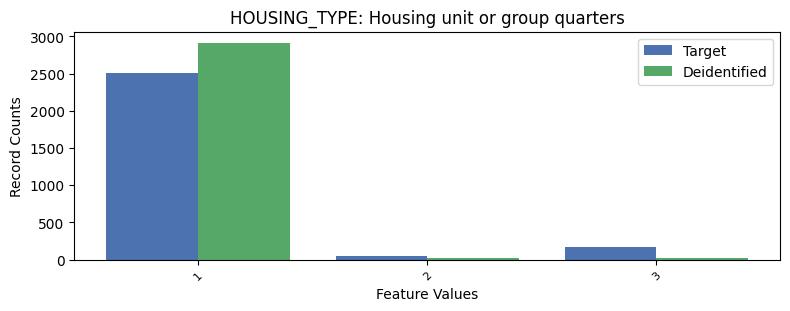 HOUSING_TYPE: Housing unit or group quarters
Target
Deidentified
Record Counts
3000
2500
2000
1500
1000
500
0
1
2
3
Feature Values